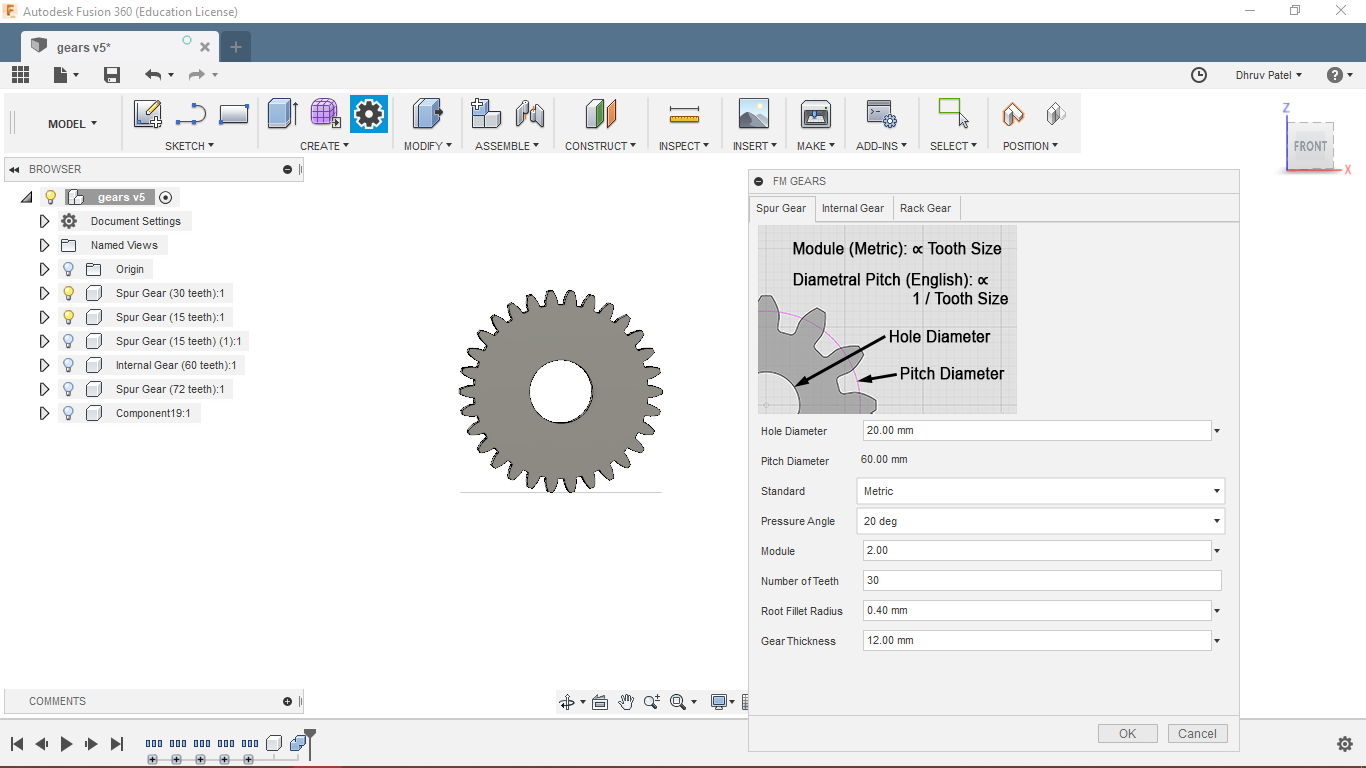 Autodesk Fusion 360 (Education License)
gears v5*
Dhruv Patel
MODEL
SKETCH
CREATE
MODIFY
ASSEMBLE
CONSTRUCT
INSPECT
INSERT
MAKE
ADD-INS
SELECT
POSITION
Z
FRONT
X
BROWSER
gears v5
Document Settings
Named Views
Origin
Spur Gear (30 teeth):1
Spur Gear (15 teeth):1
Spur Gear (15 teeth) (1):1
Internal Gear (60 teeth):1
Spur Gear (72 teeth):1
Component19:1
FM GEARS
Spur Gear
Internal Gear
Rack Gear
Module (Metric): ∝ Tooth Size
Diametral Pitch (English): ∝
1 / Tooth Size
Hole Diameter
Pitch Diameter
Hole Diameter 20.00 mm
Pitch Diameter 60.00 mm
Standard Metric
Pressure Angle 20 deg
Module 2.00
Number of Teeth 30
Root Fillet Radius 0.40 mm
Gear Thickness 12.00 mm
OK
Cancel
COMMENTS